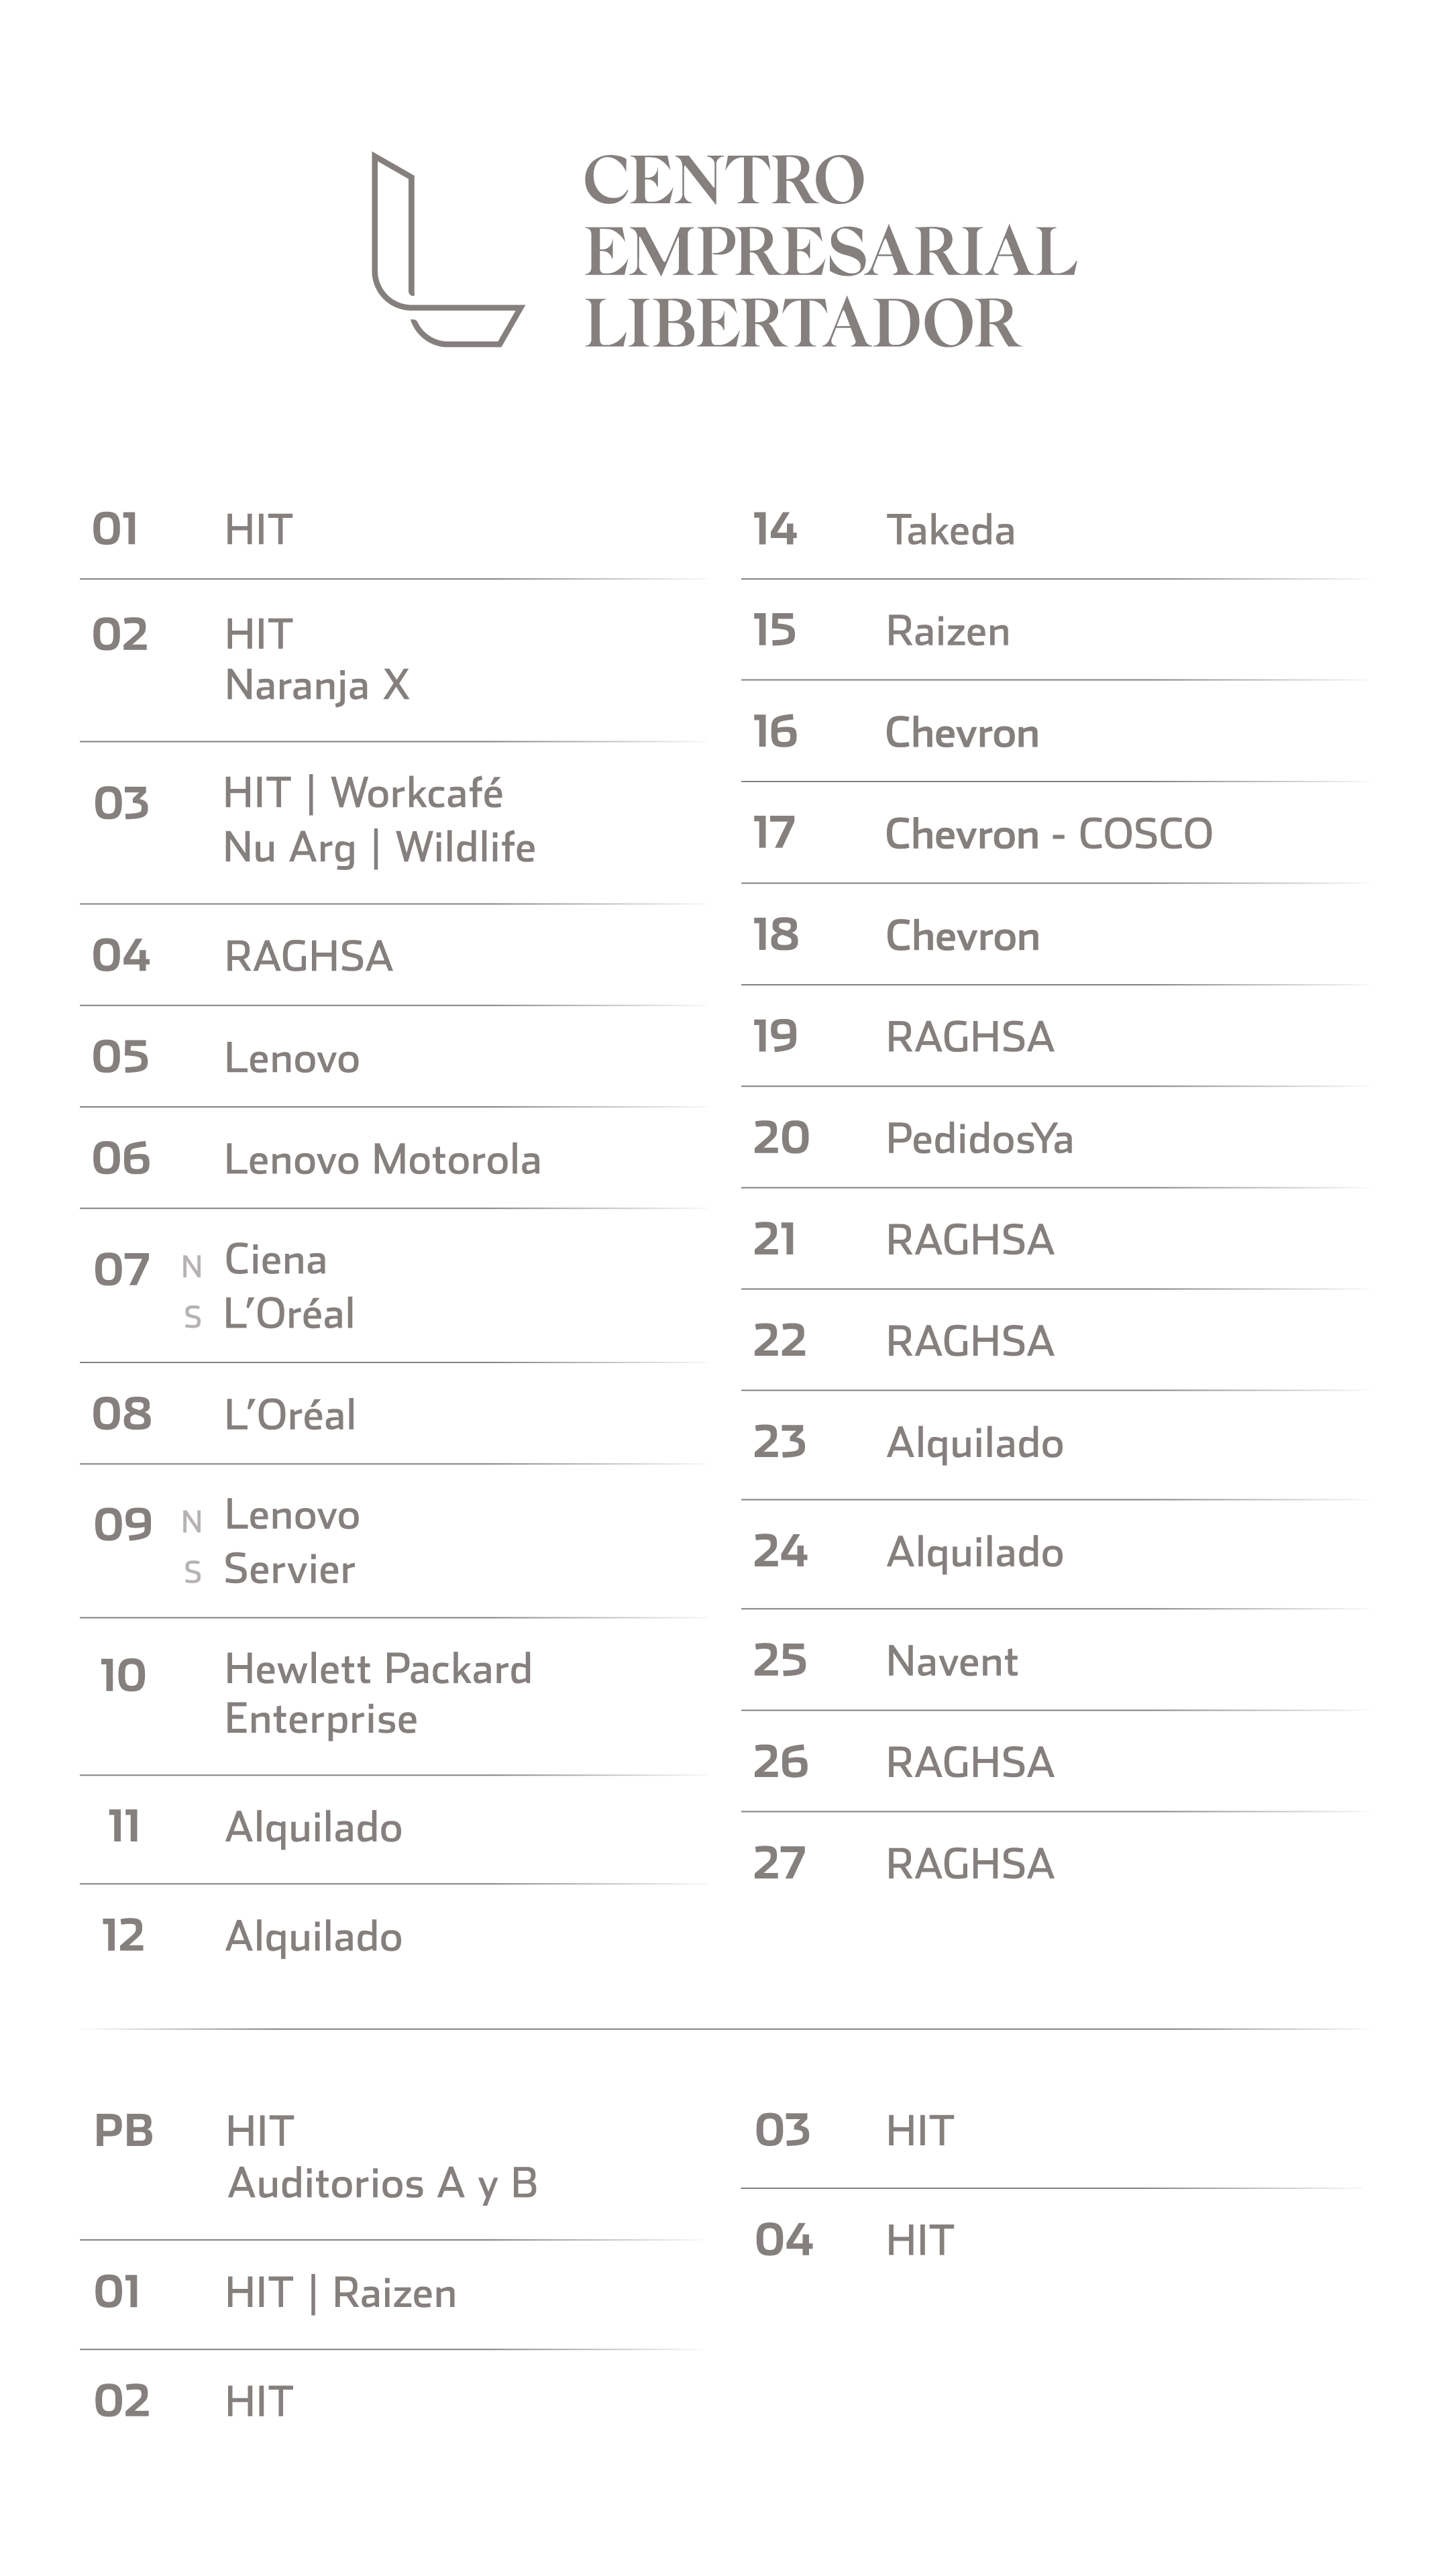 CENTRO
EMPRESARIAL
LIBERTADOR
01 HIT
02 HIT
Naranja X
03 HIT | Workcafé
Nu Arg | Wildlife
04 RAGHSA
05 Lenovo
06 Lenovo Motorola
07 N Ciena
S L’Oréal
08 L’Oréal
09 N Lenovo
S Servier
10 Hewlett Packard
Enterprise
11 Alquilado
12 Alquilado
14 Takeda
15 Raizen
16 Chevron
17 Chevron - COSCO
18 Chevron
19 RAGHSA
20 PedidosYa
21 RAGHSA
22 RAGHSA
23 Alquilado
24 Alquilado
25 Navent
26 RAGHSA
27 RAGHSA
PB HIT
Auditorios A y B
01 HIT | Raizen
02 HIT
03 HIT
04 HIT